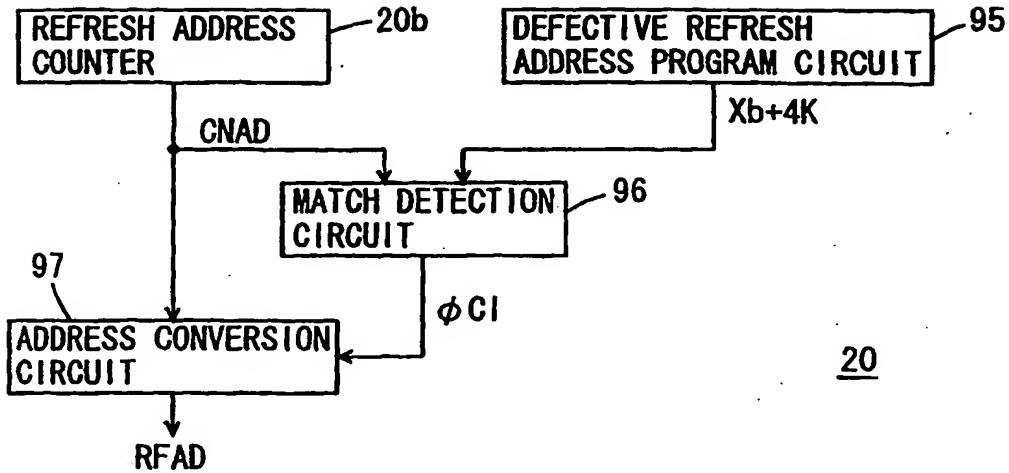 REFRESH ADDRESS
COUNTER
20b
DEFECTIVE REFRESH
ADDRESS PROGRAM CIRCUIT
95
CNAD
Xb+4K
MATCH DETECTION
CIRCUIT
96
97
φCI
ADDRESS CONVERSION
CIRCUIT
20
RFAD